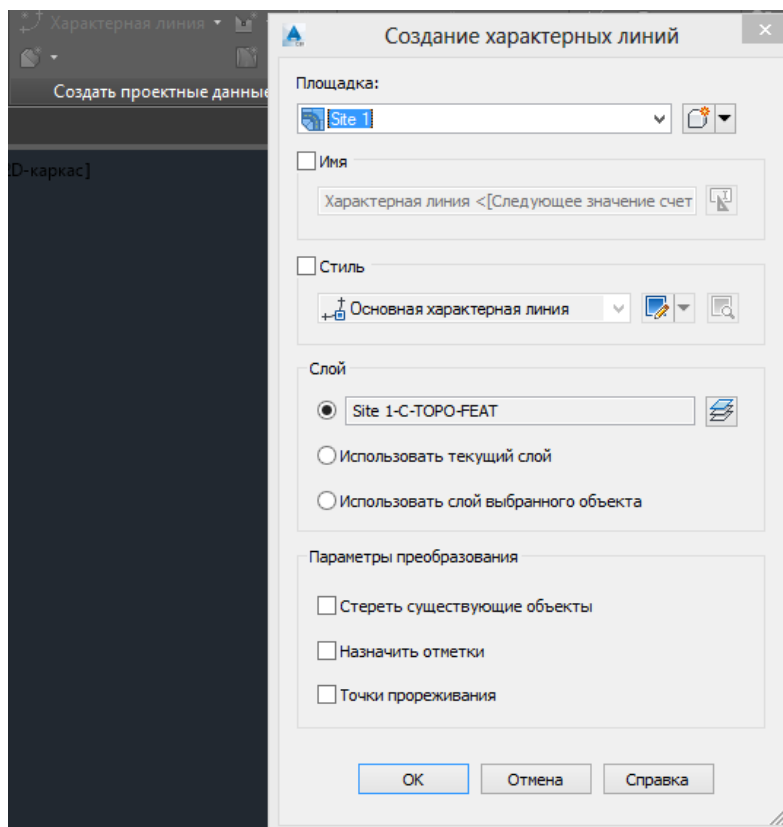 Характерная линия
Создать проектные данные
2D-каркас]
Создание характерных линий
Площадка:
Site 1
Имя
Характерная линия <[Следующее значение счет
Стиль
Основная характерная линия
Слой
Site 1-C-TOPO-FEAT
Использовать текущий слой
Использовать слой выбранного объекта
Параметры преобразования
Стереть существующие объекты
Назначить отметки
Точки прореживания
ОК
Отмена
Справка